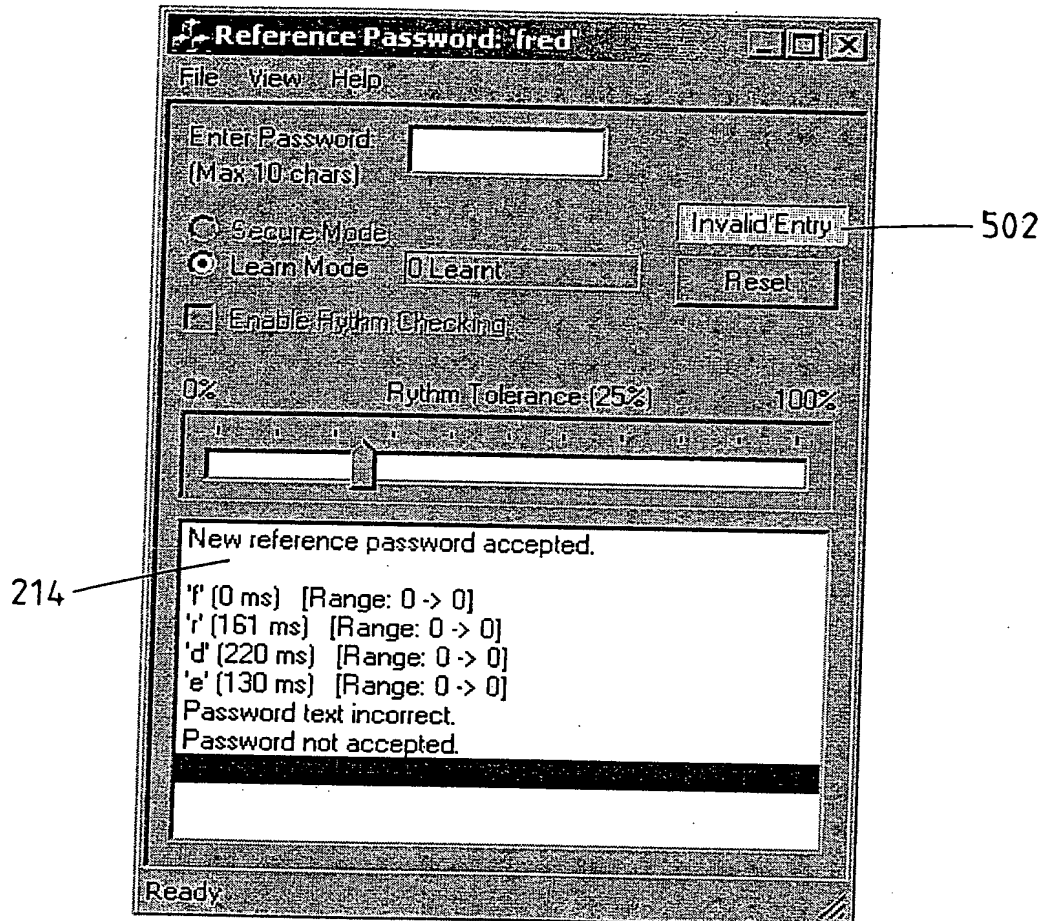 Reference Password: 'fred'
File View Help
Enter Password
(Max 10 chars)
Invalid Entry
502
Secure Mode
Learn Mode
0 Learnt
Reset
Enable Rythm Checking
0%
Rythm Tolerance (25%)
100%
New reference password accepted.
214
'f' (0 ms) [Range: 0 -> 0]
'r' (161 ms) [Range: 0 -> 0]
'd' (220 ms) [Range: 0 -> 0]
'e' (130 ms) [Range: 0 -> 0]
Password text incorrect.
Password not accepted.
Ready